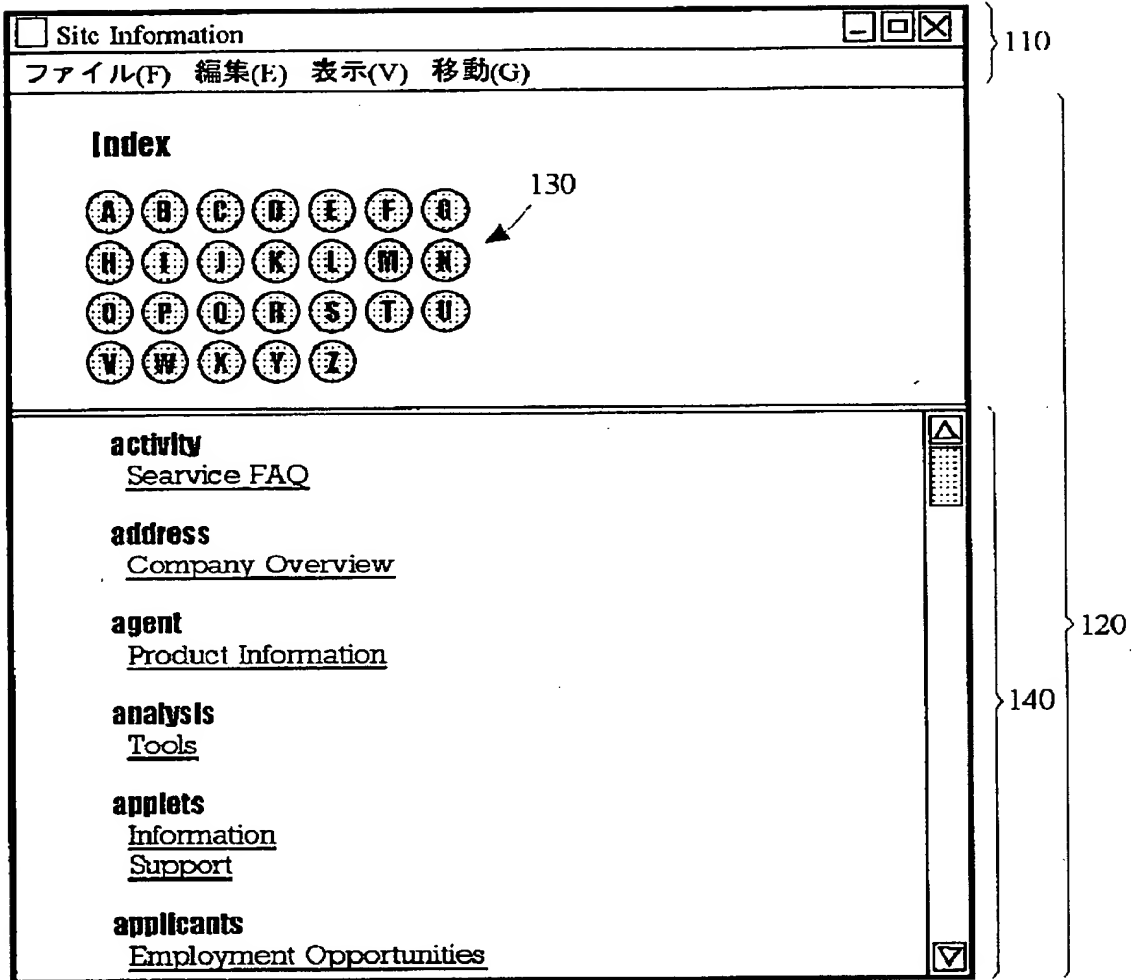 Site Information
110
ファイル(F) 編集(E) 表示(V) 移動(G)
Index
130
A B C D E F G
H I J K L M N
O P Q R S T U
V W X Y Z
activity
Searvice FAQ
address
Company Overview
agent
Product Information
120
analysis
Tools
140
applets
Information
Support
applicants
Employment Opportunities